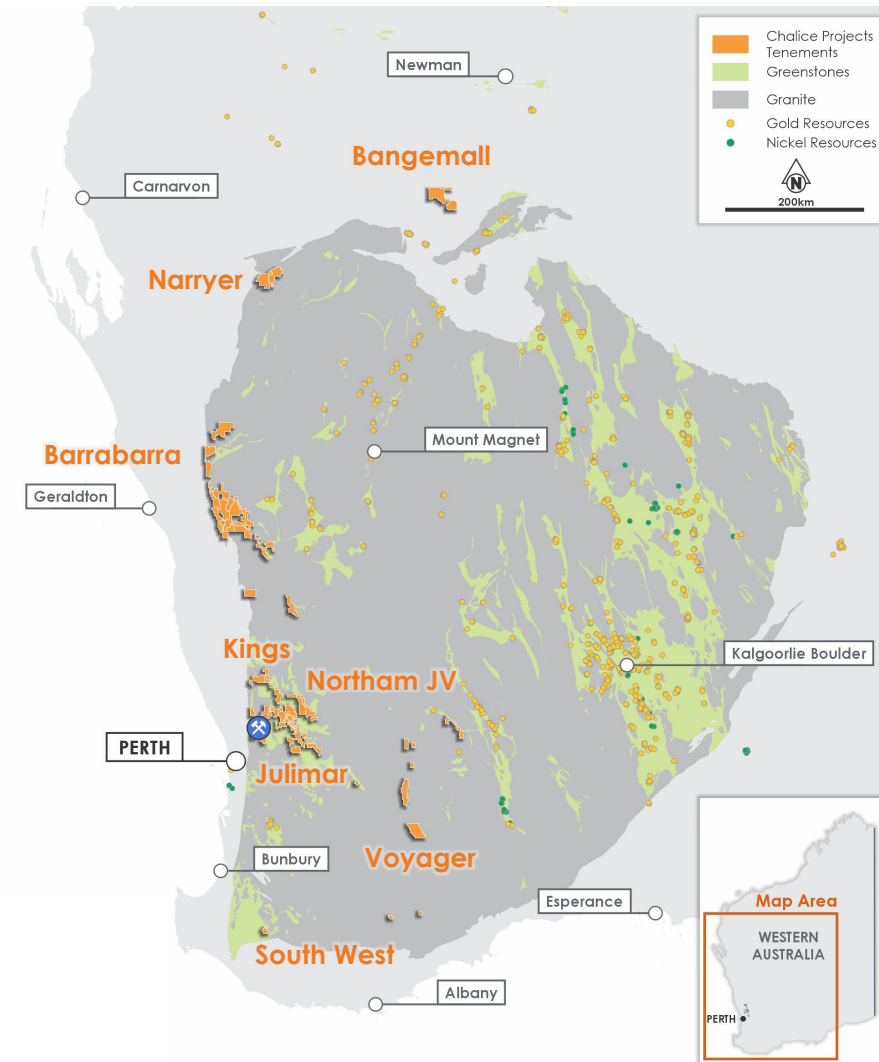 Chalice Projects
Tenements
Greenstones
Granite
Gold Resources
Nickel Resources
N
200km
Newman
Bangemall
Carnarvon
Narryer
Mount Magnet
Barrabarra
Geraldton
Kings
Northam JV
Kalgoorlie Boulder
PERTH
Julimar
Voyager
Bunbury
Esperance
South West
Albany
Map Area
WESTERN
AUSTRALIA
PERTH